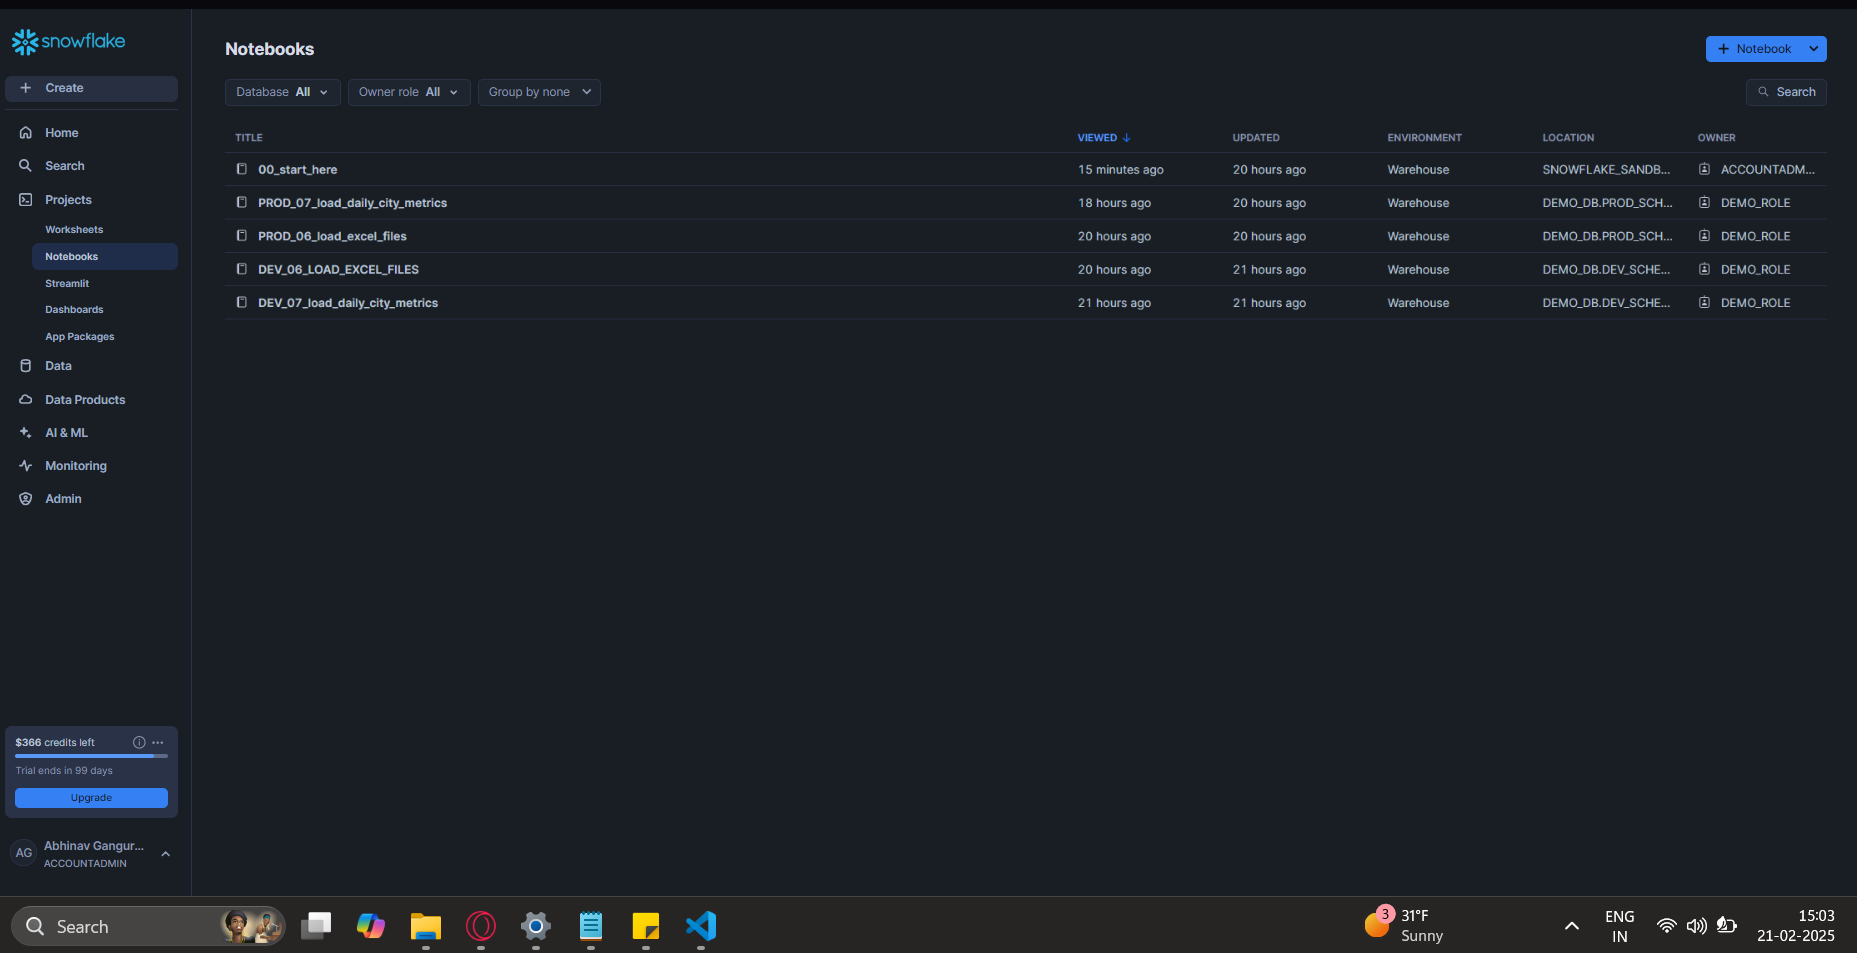 snowflake
Create
Home
Search
Projects
Worksheets
Notebooks
Streamlit
Dashboards
App Packages
Data
Data Products
AI & ML
Monitoring
Admin
$366 credits left
Trial ends in 99 days
Upgrade
AG
Abhinav Gangur...
ACCOUNTADMIN
Notebooks
Notebook
Database All
Owner role All
Group by none
Search
TITLE VIEWED UPDATED ENVIRONMENT LOCATION OWNER
00_start_here 15 minutes ago 20 hours ago Warehouse SNOWFLAKE_SANDB... ACCOUNTADM...
PROD_07_load_daily_city_metrics 18 hours ago 20 hours ago Warehouse DEMO_DB.PROD_SCH... DEMO_ROLE
PROD_06_load_excel_files 20 hours ago 20 hours ago Warehouse DEMO_DB.PROD_SCH... DEMO_ROLE
DEV_06_LOAD_EXCEL_FILES 20 hours ago 21 hours ago Warehouse DEMO_DB.DEV_SCHE... DEMO_ROLE
DEV_07_load_daily_city_metrics 21 hours ago 21 hours ago Warehouse DEMO_DB.DEV_SCHE... DEMO_ROLE
Search
3
31°F
Sunny
ENG
IN
15:03
21-02-2025